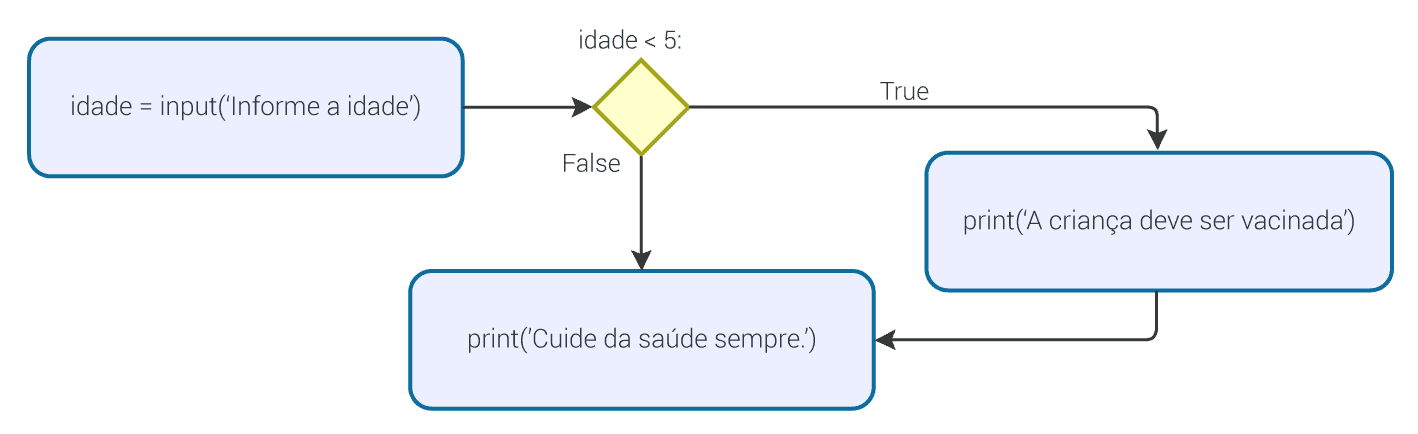 idade = input(‘Informe a idade’)
idade < 5:
True
False
print(‘A criança deve ser vacinada’)
print(’Cuide da saúde sempre.’)